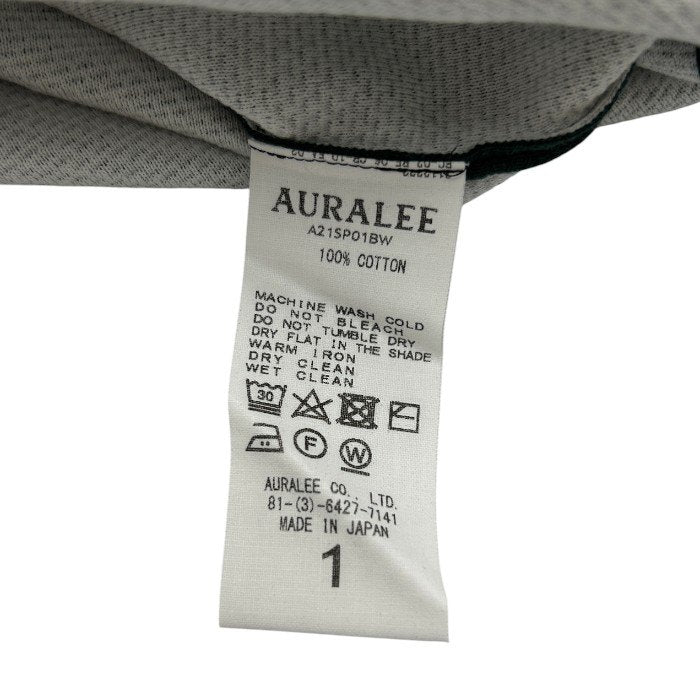 AURALEE
A21SP01BW
100% COTTON
MACHINE WASH COLD
DO NOT BLEACH
DO NOT TUMBLE DRY
DRY FLAT IN THE SHADE
WARM IRON
DRY CLEAN
WET CLEAN
30
F
W
AURALEE CO., LTD.
81-(3)-6427-7141
MADE IN JAPAN
1